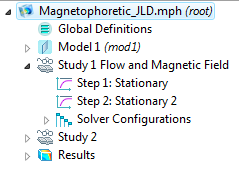 Magnetophoretic_JLD.mph (root)
Global Definitions
Model 1 (mod1)
Study 1 Flow and Magnetic Field
Step 1: Stationary
Step 2: Stationary 2
Solver Configurations
Study 2
Results